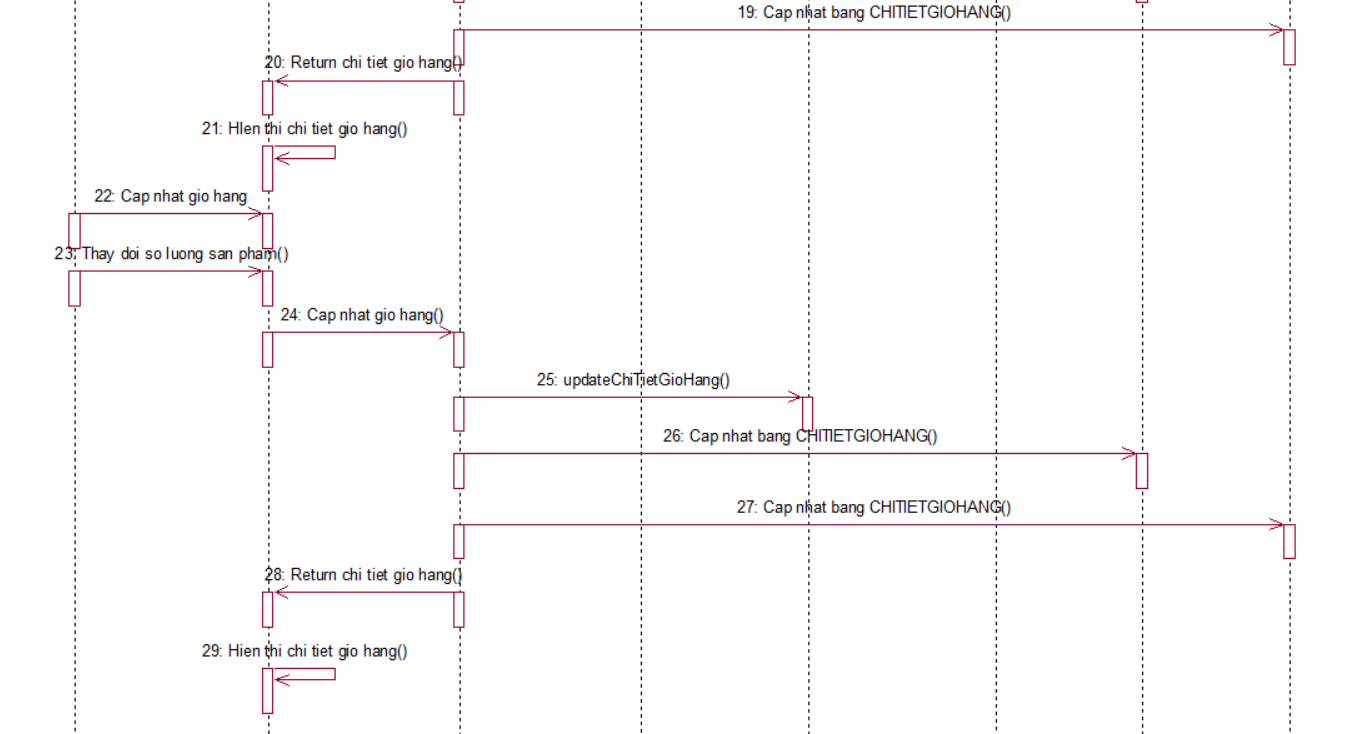 19: Cap nhat bang CHITIETGIOHANG()
20: Return chi tiet gio hang()
21: HIen thi chi tiet gio hang()
22: Cap nhat gio hang
23: Thay doi so luong san pham()
24: Cap nhat gio hang()
25: updateChiTietGioHang()
26: Cap nhat bang CHITIETGIOHANG()
27: Cap nhat bang CHITIETGIOHANG()
28: Return chi tiet gio hang()
29: Hien thi chi tiet gio hang()